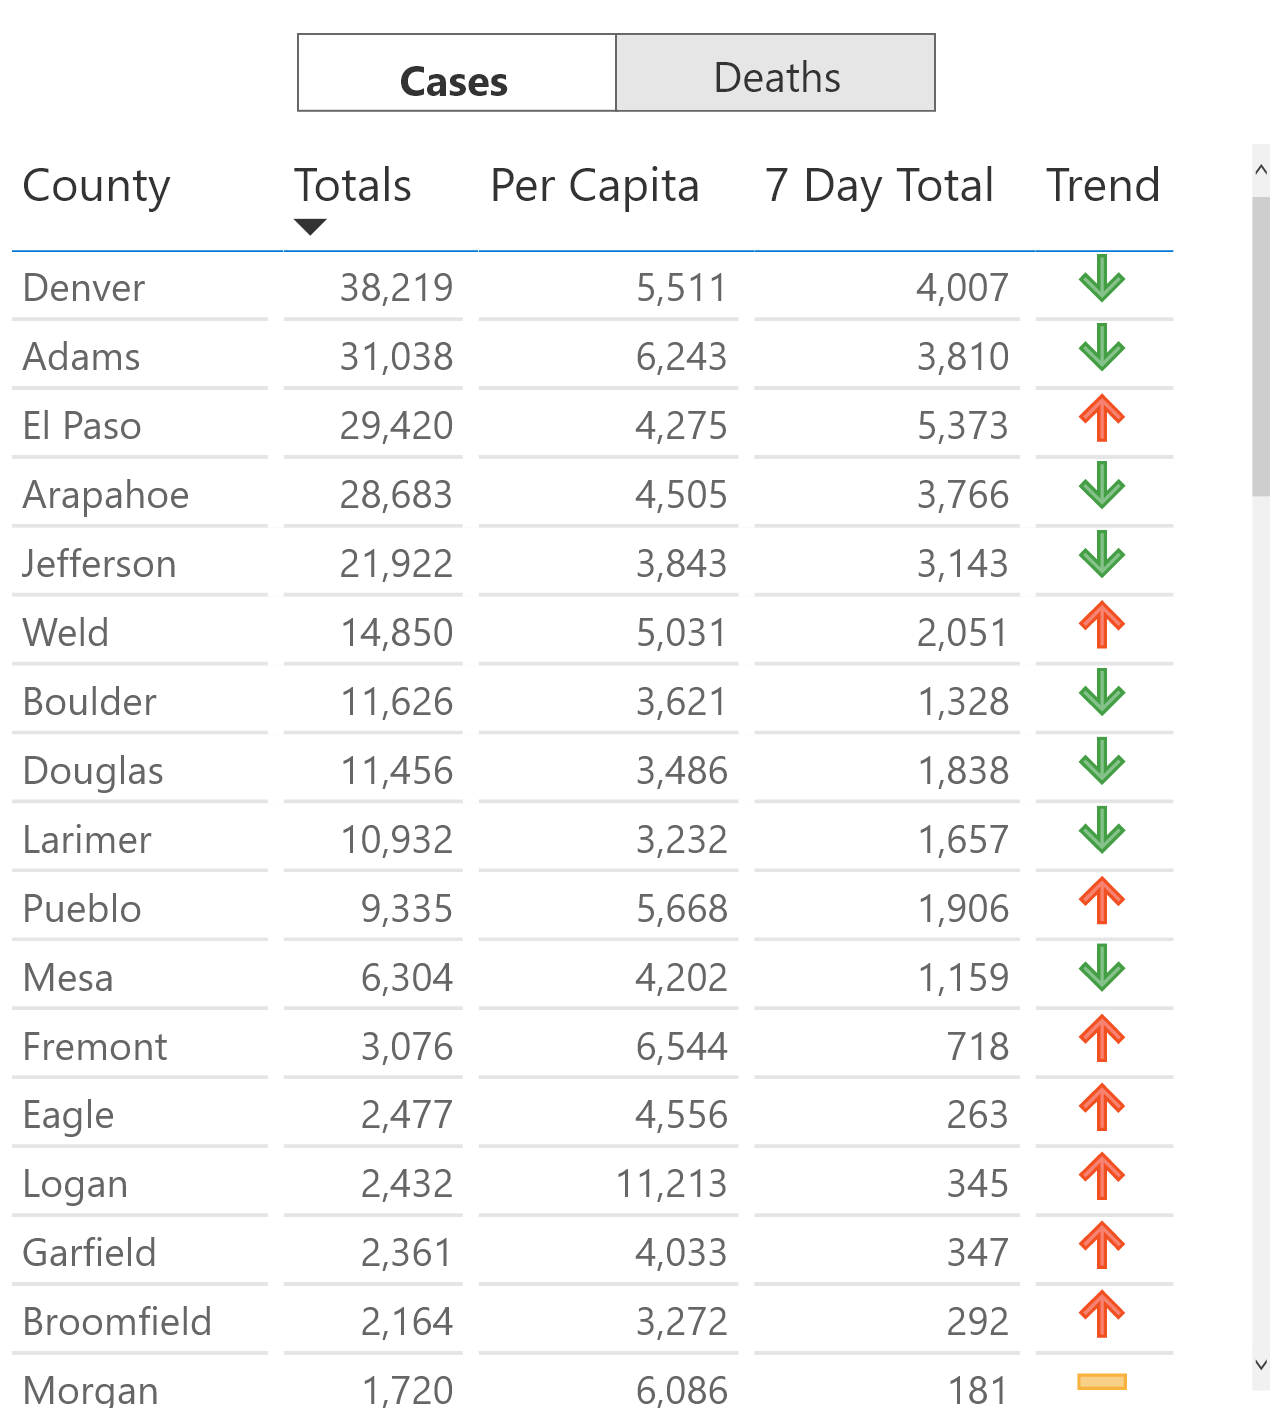 Cases Deaths
County Totals Per Capita 7 Day Total Trend
Denver 38,219 5,511 4,007
Adams 31,038 6,243 3,810
El Paso 29,420 4,275 5,373
Arapahoe 28,683 4,505 3,766
Jefferson 21,922 3,843 3,143
Weld 14,850 5,031 2,051
Boulder 11,626 3,621 1,328
Douglas 11,456 3,486 1,838
Larimer 10,932 3,232 1,657
Pueblo 9,335 5,668 1,906
Mesa 6,304 4,202 1,159
Fremont 3,076 6,544 718
Eagle 2,477 4,556 263
Logan 2,432 11,213 345
Garfield 2,361 4,033 347
Broomfield 2,164 3,272 292
Morgan 1,720 6,086 181